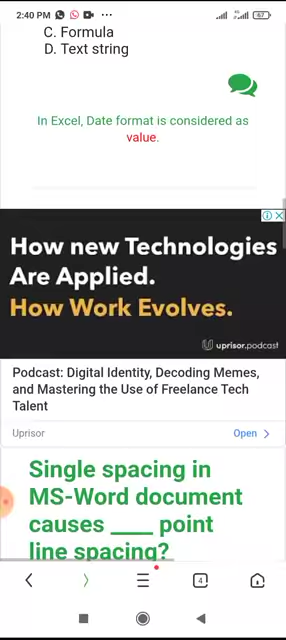 2:40 PM
67
C. Formula
D. Text string
In Excel, Date format is considered as
value.
How new Technologies
Are Applied.
How Work Evolves.
uprisor.podcast
Podcast: Digital Identity, Decoding Memes,
and Mastering the Use of Freelance Tech
Talent
Uprisor
Open
Single spacing in
MS-Word document
causes ____ point
line spacing?
4